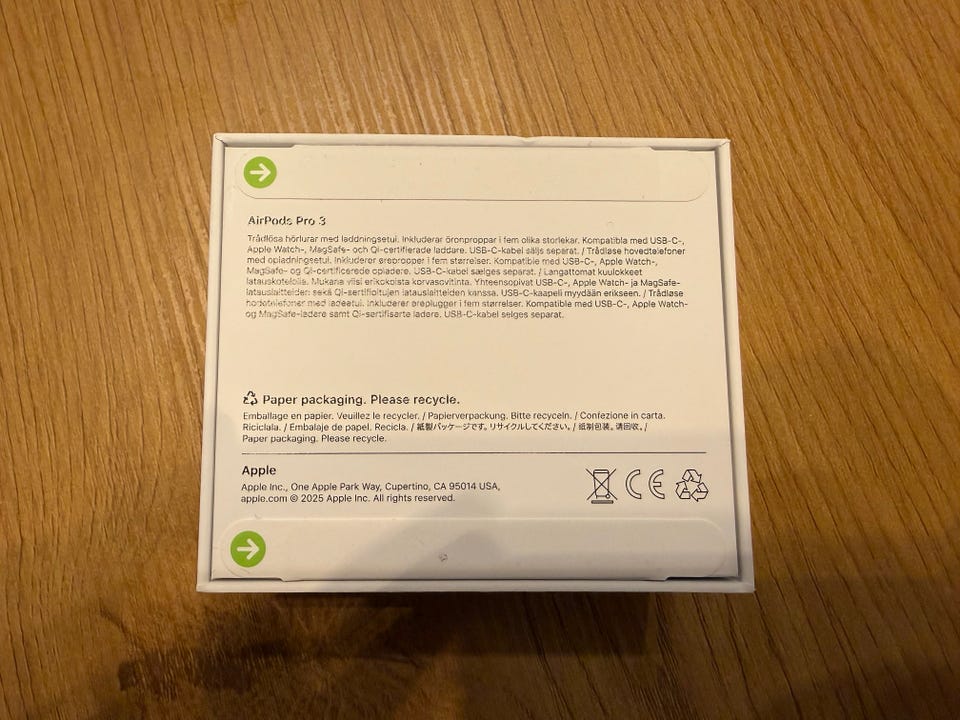 AirPods Pro 3
Trådlösa hörlurar med laddningsetui. Inkluderar öronproppar i fem olika storlekar. Kompatibla med USB-C-,
Apple Watch-, MagSafe- och Qi-certifierade laddare. USB-C-kabel säljs separat. / Trådløse hovedtelefoner
med opladningsetui. Inkluderer ørepropper i fem størrelser. Kompatible med USB-C-, Apple Watch-,
MagSafe- og Qi-certificerede opladere. USB-C-kabel sælges separat. / Langattomat kuulokkeet
latauskotelolla. Mukana viisi erikokoista korvasovitinta. Yhteensopivat USB-C-, Apple Watch- ja MagSafe-
latauslaitteiden sekä Qi-sertifioitujen latauslaitteiden kanssa. USB-C-kaapeli myydään erikseen. / Trådløse
hodetelefoner med ladeetui. Inkluderer øreplugger i fem størrelser. Kompatible med USB-C-, Apple Watch-
og MagSafe-ladere samt Qi-sertifiserte ladere. USB-C-kabel selges separat.
Paper packaging. Please recycle.
Emballage en papier. Veuillez le recycler. / Papierverpackung. Bitte recyceln. / Confezione in carta.
Riciclala. / Embalaje de papel. Recicla. / 紙製パッケージです。リサイクルしてください。/ 纸制包装。请回收。/
Paper packaging. Please recycle.
Apple
Apple Inc., One Apple Park Way, Cupertino, CA 95014 USA,
apple.com © 2025 Apple Inc. All rights reserved.
CE